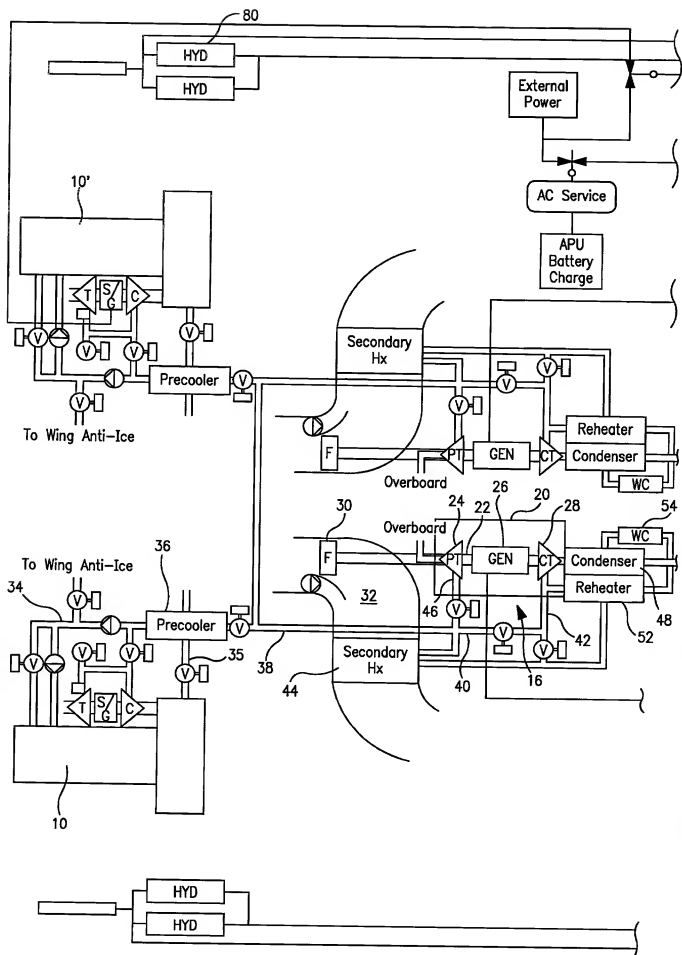 80
HYD
HYD
External
Power
AC Service
APU
Battery
Charge
10'
T
S/G
C
V
V
V
V
Precooler
V
V
To Wing Anti-Ice
Secondary
Hx
V
V
V
Reheater
Condenser
WC
F
PT
GEN
CT
Overboard
30
Overboard
24
22
26
20
28
54
WC
F
PT
GEN
CT
Condenser
Reheater
48
52
32
46
V
To Wing Anti-Ice
36
34
V
Precooler
V
V
V
V
V
35
38
V
V
42
40
16
Secondary
Hx
44
T
S/G
C
10
HYD
HYD